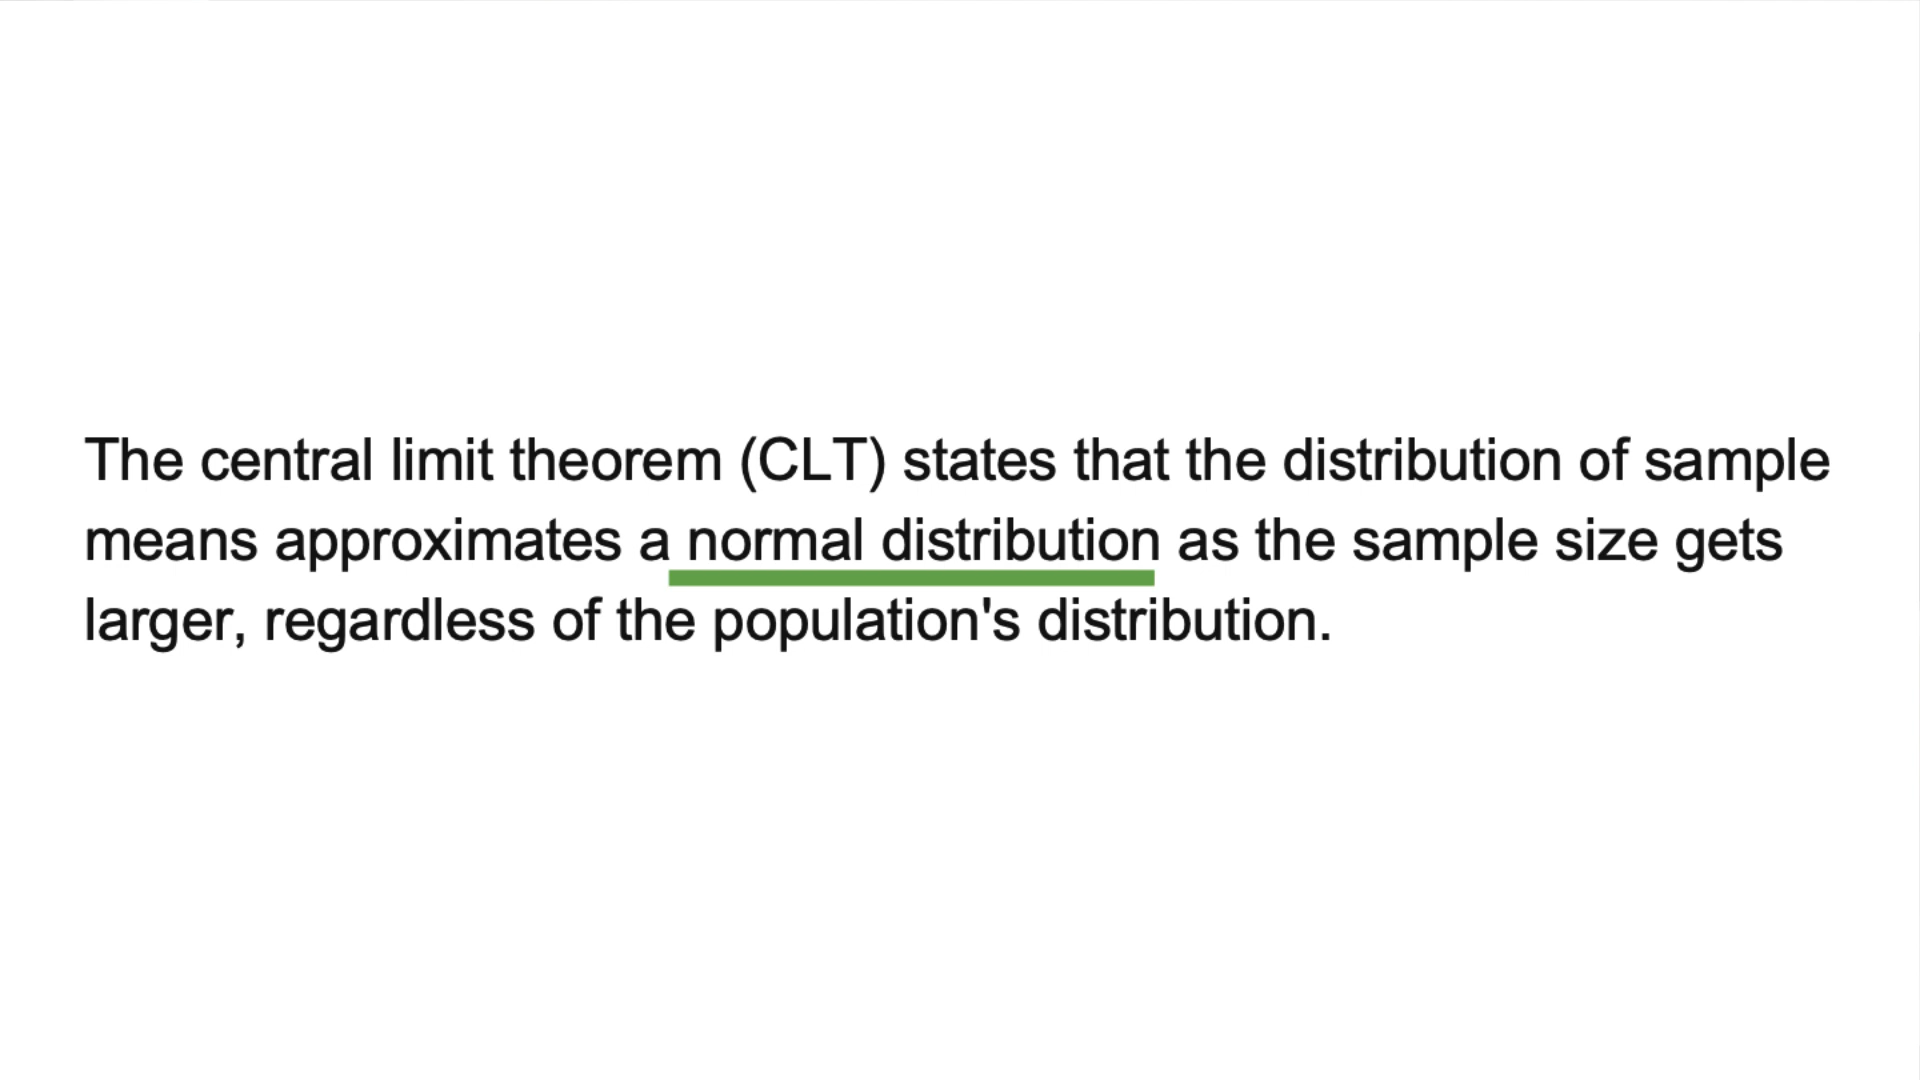 The central limit theorem (CLT) states that the distribution of sample
means approximates a normal distribution as the sample size gets
larger, regardless of the population's distribution.